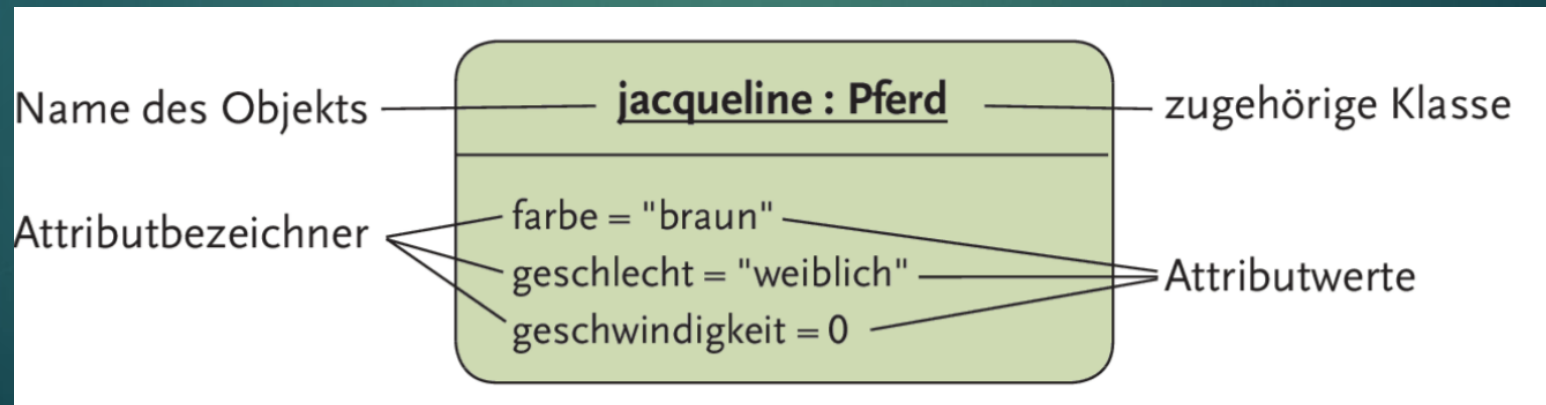 Name des Objekts
jacqueline : Pferd
zugehörige Klasse
Attributbezeichner
farbe = "braun"
geschlecht = "weiblich"
geschwindigkeit = 0
Attributwerte